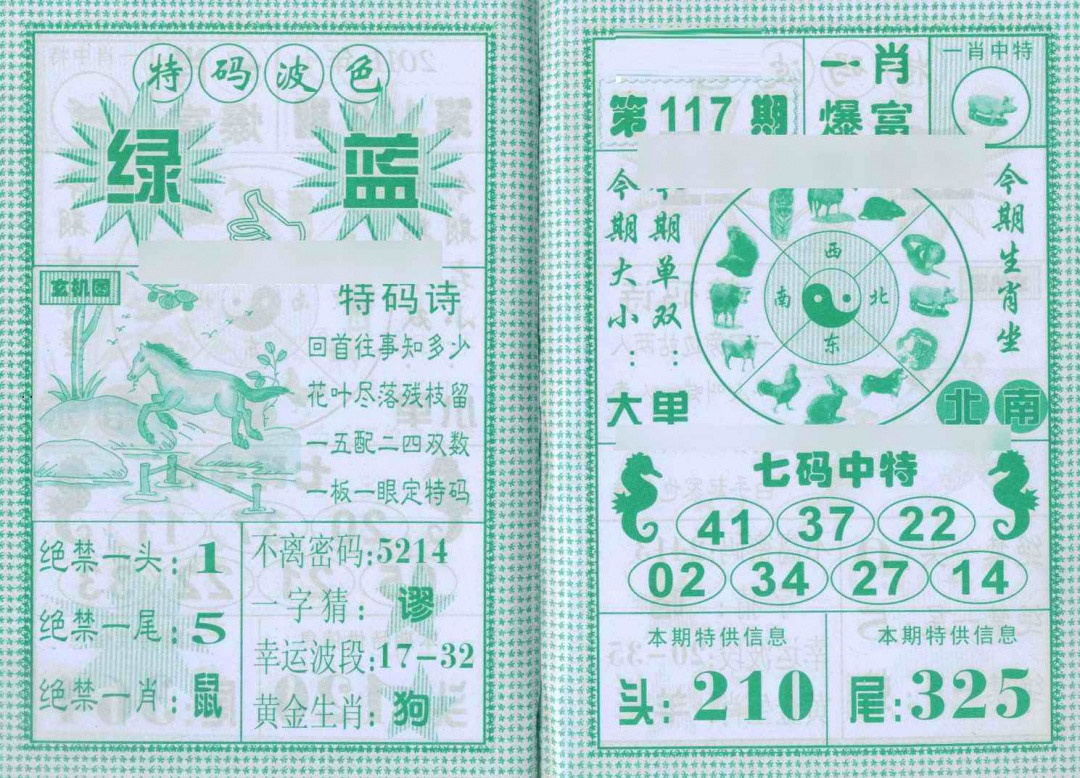 特码波色
绿 蓝
玄机图
特码诗
回首往事知多少
花叶尽落残枝留
一五配二四双数
一板一眼定特码
绝禁一头：1
绝禁一尾：5
绝禁一肖：鼠
不离密码:5214
一字猜：谬
幸运波段:17-32
黄金生肖:狗
第117期
一肖
爆富
一肖中特
今期大小：大
今期单双：单
西
南 北
东
今期生肖坐
北南
七码中特
41 37 22
02 34 27 14
本期特供信息
头:210
本期特供信息
尾:325